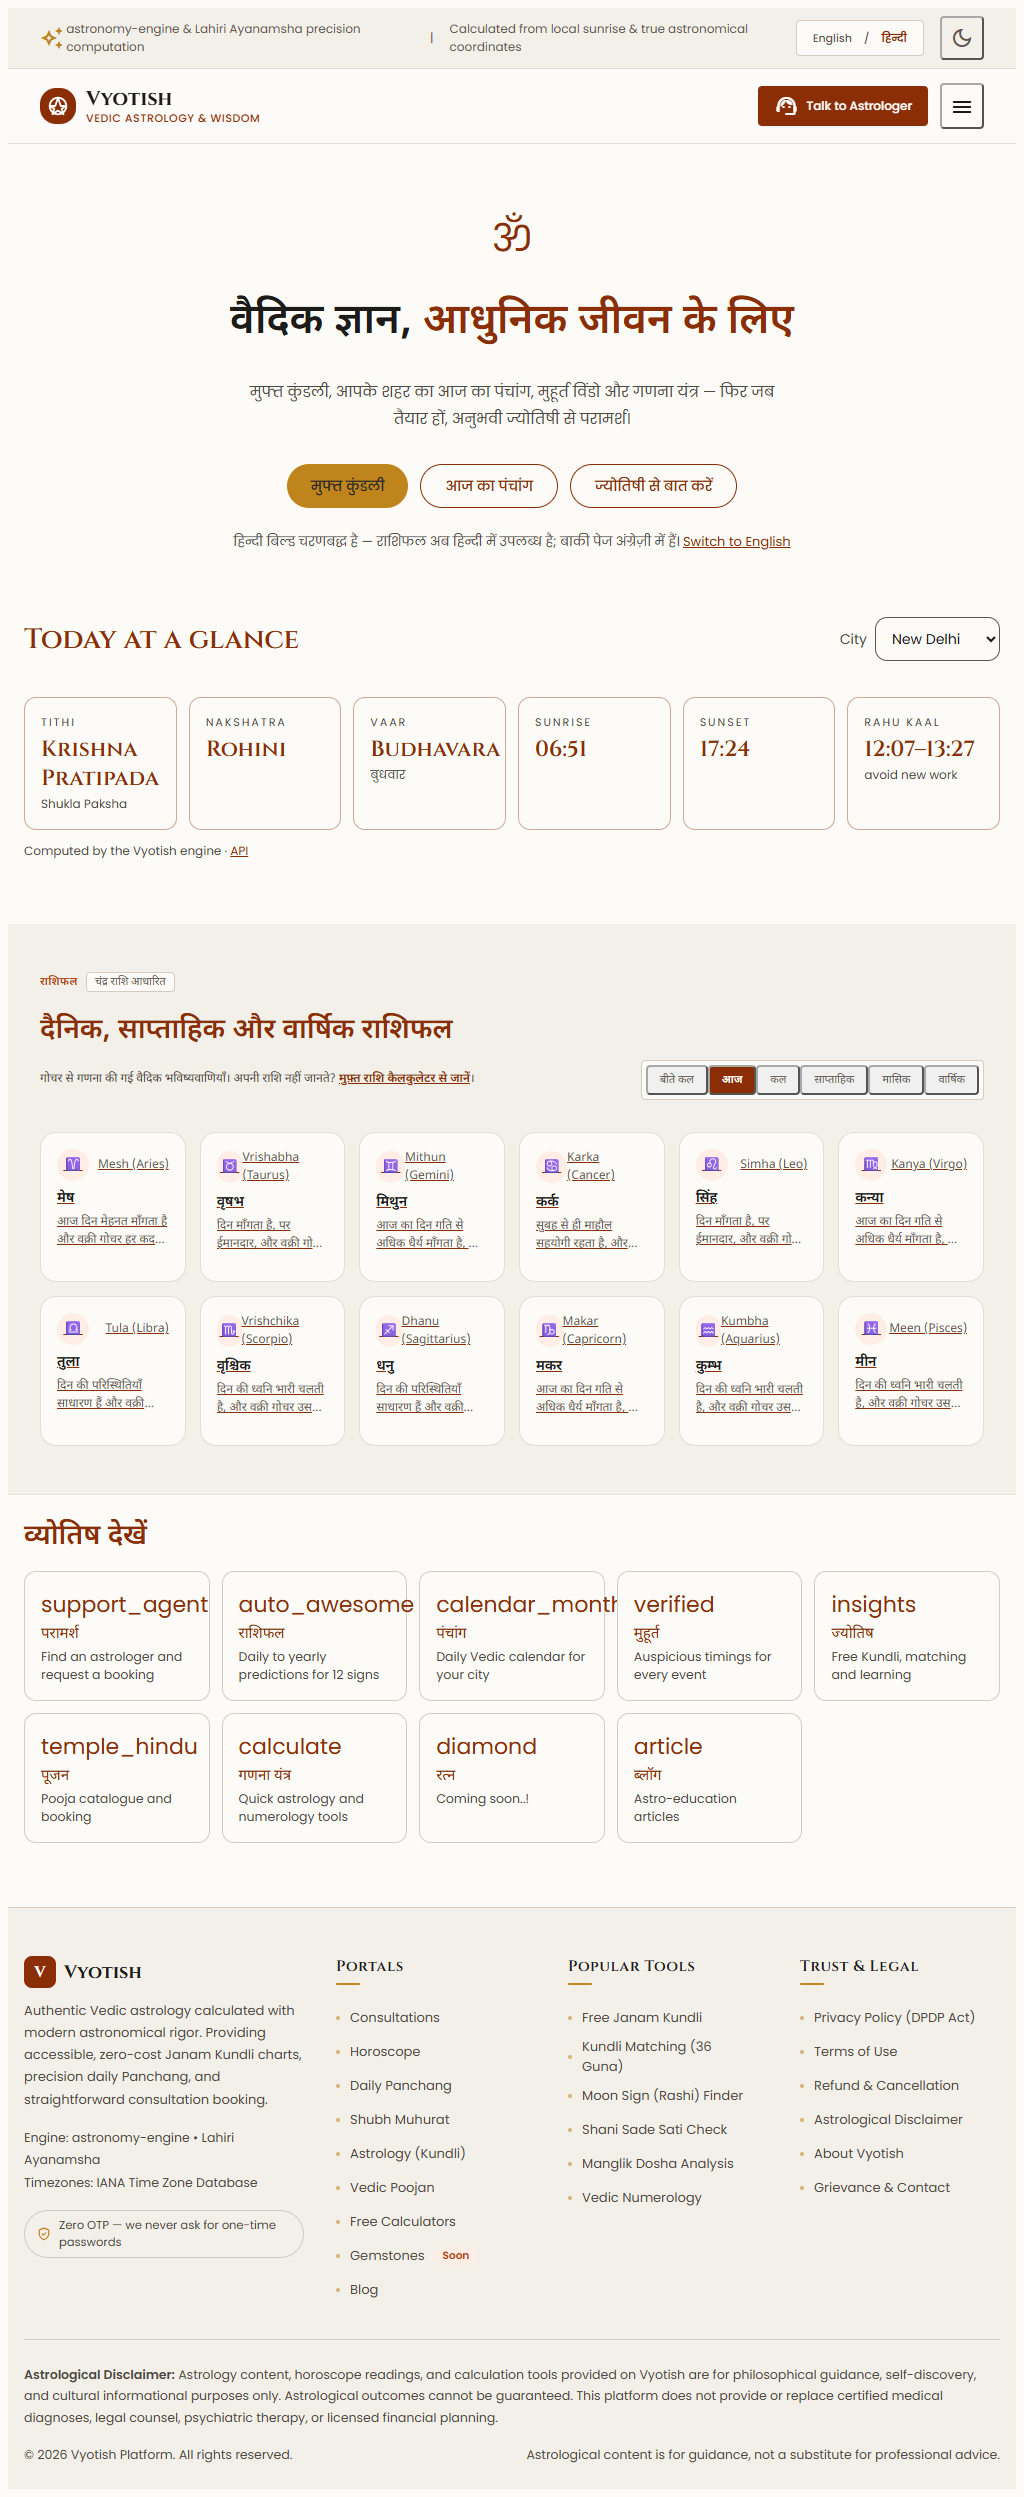 astronomy-engine & Lahiri Ayanamsha precision computation | Calculated from local sunrise & true astronomical coordinates
English / हिन्दी
Vyotish
VEDIC ASTROLOGY & WISDOM
Talk to Astrologer
ॐ
वैदिक ज्ञान, आधुनिक जीवन के लिए
मुफ्त कुंडली, आपके शहर का आज का पंचांग, मुहूर्त विंडो और गणना यंत्र — फिर जब
तैयार हों, अनुभवी ज्योतिषी से परामर्श।
मुफ्त कुंडली
आज का पंचांग
ज्योतिषी से बात करें
हिन्दी बिल्ड चरणबद्ध है — राशिफल अब हिन्दी में उपलब्ध है; बाकी पेज अंग्रेज़ी में हैं। Switch to English
Today at a glance
City New Delhi
TITHI
Krishna
Pratipada
Shukla Paksha
NAKSHATRA
Rohini
VAAR
Budhavara
बुधवार
SUNRISE
06:51
SUNSET
17:24
RAHU KAAL
12:07–13:27
avoid new work
Computed by the Vyotish engine · API
राशिफल चंद्र राशि आधारित
दैनिक, साप्ताहिक और वार्षिक राशिफल
गोचर से गणना की गई वैदिक भविष्यवाणियाँ। अपनी राशि नहीं जानते? मुफ़्त राशि कैलकुलेटर से जानें।
बीते कल आज कल साप्ताहिक मासिक वार्षिक
♈ Mesh (Aries)
मेष
आज दिन मेहनत माँगता है
और वक्री गोचर हर कद…
♉ Vrishabha
(Taurus)
वृषभ
दिन माँगता है, पर
ईमानदार, और वक्री गो…
♊ Mithun
(Gemini)
मिथुन
आज का दिन गति से
अधिक धैर्य माँगता है, …
♋ Karka
(Cancer)
कर्क
सुबह से ही माहौल
सहयोगी रहता है, और…
♌ Simha (Leo)
सिंह
दिन माँगता है, पर
ईमानदार, और वक्री गो…
♍ Kanya (Virgo)
कन्या
आज का दिन गति से
अधिक धैर्य माँगता है, …
♎ Tula (Libra)
तुला
दिन की परिस्थितियाँ
साधारण हैं और वक्री…
♏ Vrishchika
(Scorpio)
वृश्चिक
दिन की ध्वनि भारी चलती
है, और वक्री गोचर उस…
♐ Dhanu
(Sagittarius)
धनु
दिन की परिस्थितियाँ
साधारण हैं और वक्री…
♑ Makar
(Capricorn)
मकर
आज का दिन गति से
अधिक धैर्य माँगता है, …
♒ Kumbha
(Aquarius)
कुम्भ
दिन की ध्वनि भारी चलती
है, और वक्री गोचर उस…
♓ Meen (Pisces)
मीन
दिन की ध्वनि भारी चलती
है, और वक्री गोचर उस…
व्योतिष देखें
support_agent
परामर्श
Find an astrologer and
request a booking
auto_awesome
राशिफल
Daily to yearly
predictions for 12 signs
calendar_month
पंचांग
Daily Vedic calendar for
your city
verified
मुहूर्त
Auspicious timings for
every event
insights
ज्योतिष
Free Kundli, matching
and learning
temple_hindu
पूजन
Pooja catalogue and
booking
calculate
गणना यंत्र
Quick astrology and
numerology tools
diamond
रत्न
Coming soon..!
article
ब्लॉग
Astro-education
articles
V Vyotish
Authentic Vedic astrology calculated with
modern astronomical rigor. Providing
accessible, zero-cost Janam Kundli charts,
precision daily Panchang, and
straightforward consultation booking.
Engine: astronomy-engine • Lahiri
Ayanamsha
Timezones: IANA Time Zone Database
Zero OTP — we never ask for one-time
passwords
Portals
Consultations
Horoscope
Daily Panchang
Shubh Muhurat
Astrology (Kundli)
Vedic Poojan
Free Calculators
Gemstones Soon
Blog
Popular Tools
Free Janam Kundli
Kundli Matching (36
Guna)
Moon Sign (Rashi) Finder
Shani Sade Sati Check
Manglik Dosha Analysis
Vedic Numerology
Trust & Legal
Privacy Policy (DPDP Act)
Terms of Use
Refund & Cancellation
Astrological Disclaimer
About Vyotish
Grievance & Contact
Astrological Disclaimer: Astrology content, horoscope readings, and calculation tools provided on Vyotish are for philosophical guidance, self-discovery,
and cultural informational purposes only. Astrological outcomes cannot be guaranteed. This platform does not provide or replace certified medical
diagnoses, legal counsel, psychiatric therapy, or licensed financial planning.
© 2026 Vyotish Platform. All rights reserved.
Astrological content is for guidance, not a substitute for professional advice.